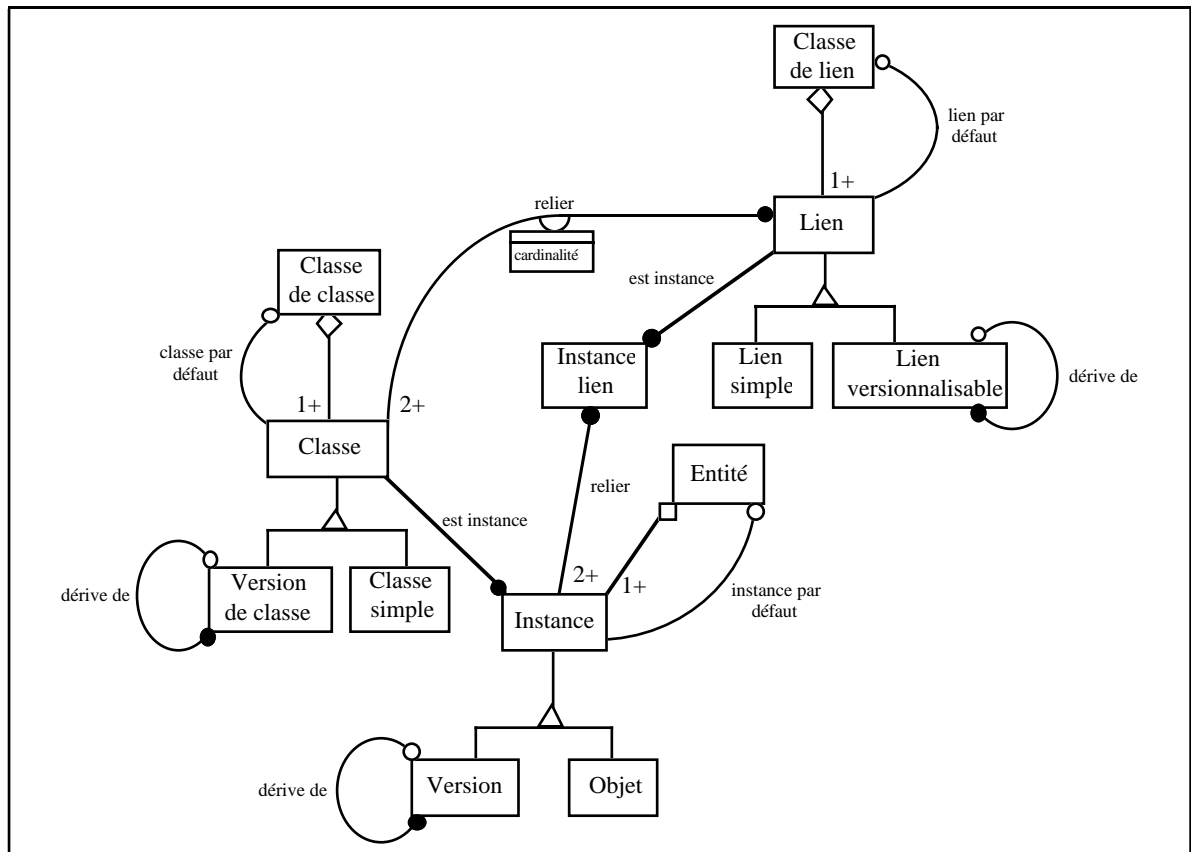 Classe
de lien
lien par
défaut
1+
relier
Lien
cardinalité
Classe
de classe
est instance
classe par
défaut
Instance
lien
Lien
simple
Lien
versionnalisable
dérive de
1+
2+
Classe
Entité
relier
est instance
Version
de classe
Classe
simple
dérive de
2+
1+
instance par
défaut
Instance
Version
Objet
dérive de